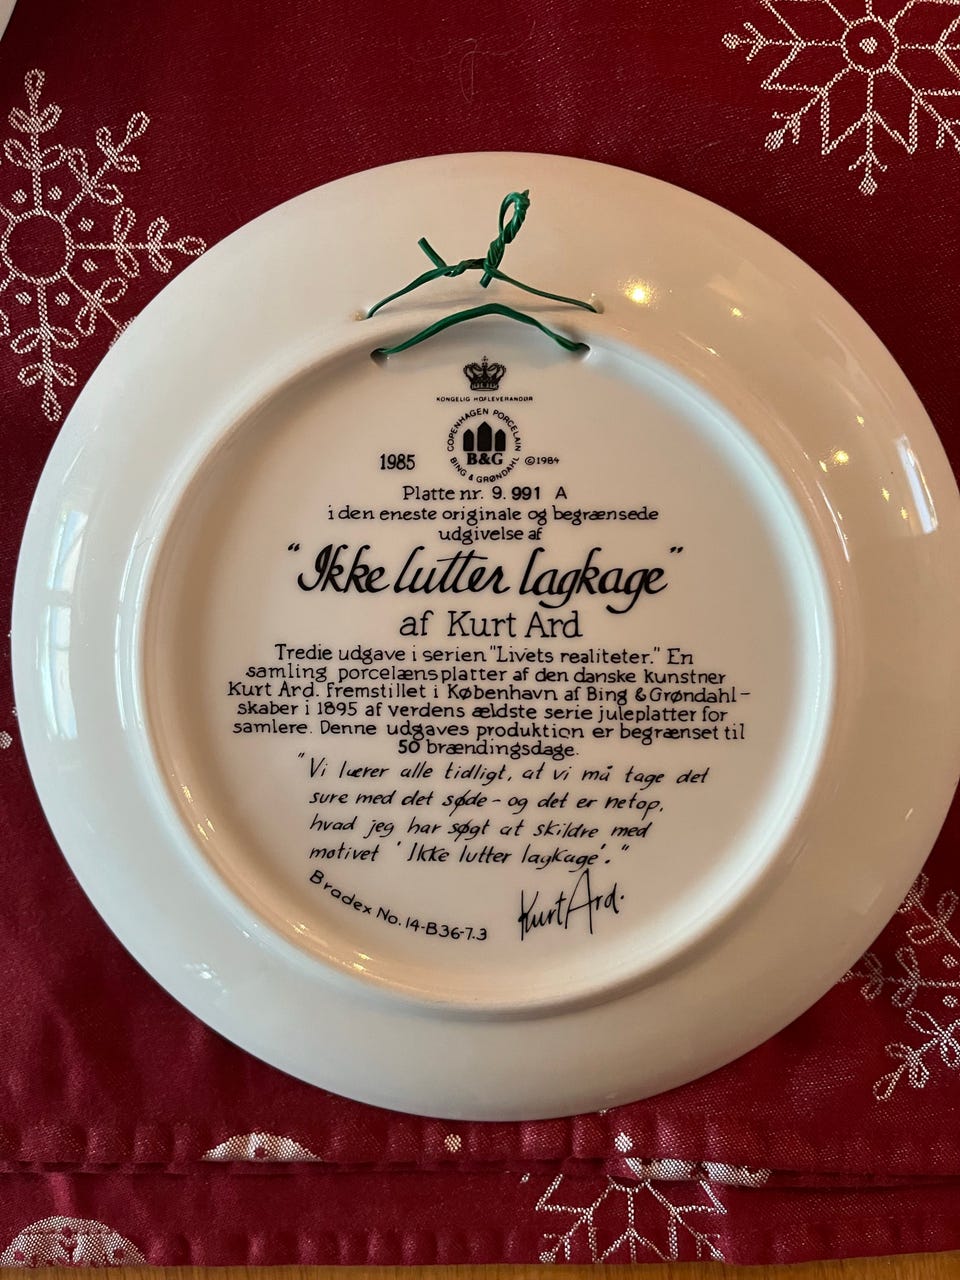 KONGELIG HOFLEVERANDØR
COPENHAGEN PORCELAIN
B&G
BING & GRØNDAHL
1985
©1984
Platte nr. 9.991 A
i den eneste originale og begrænsede
udgivelse af
"Ikke lutter lagkage"
af Kurt Ard
Tredie udgave i serien "Livets realiteter." En
samling porcelænsplatter af den danske kunstner
Kurt Ard. Fremstillet i København af Bing & Grøndahl-
skaber i 1895 af verdens ældste serie juleplatter for
samlere. Denne udgaves produktion er begrænset til
50 brændingsdage.
"Vi lærer alle tidligt, at vi må tage det
sure med det søde - og det er netop,
hvad jeg har søgt at skildre med
motivet 'Ikke lutter lagkage'."
Bradex No. 14-B36-7.3
Kurt Ard.